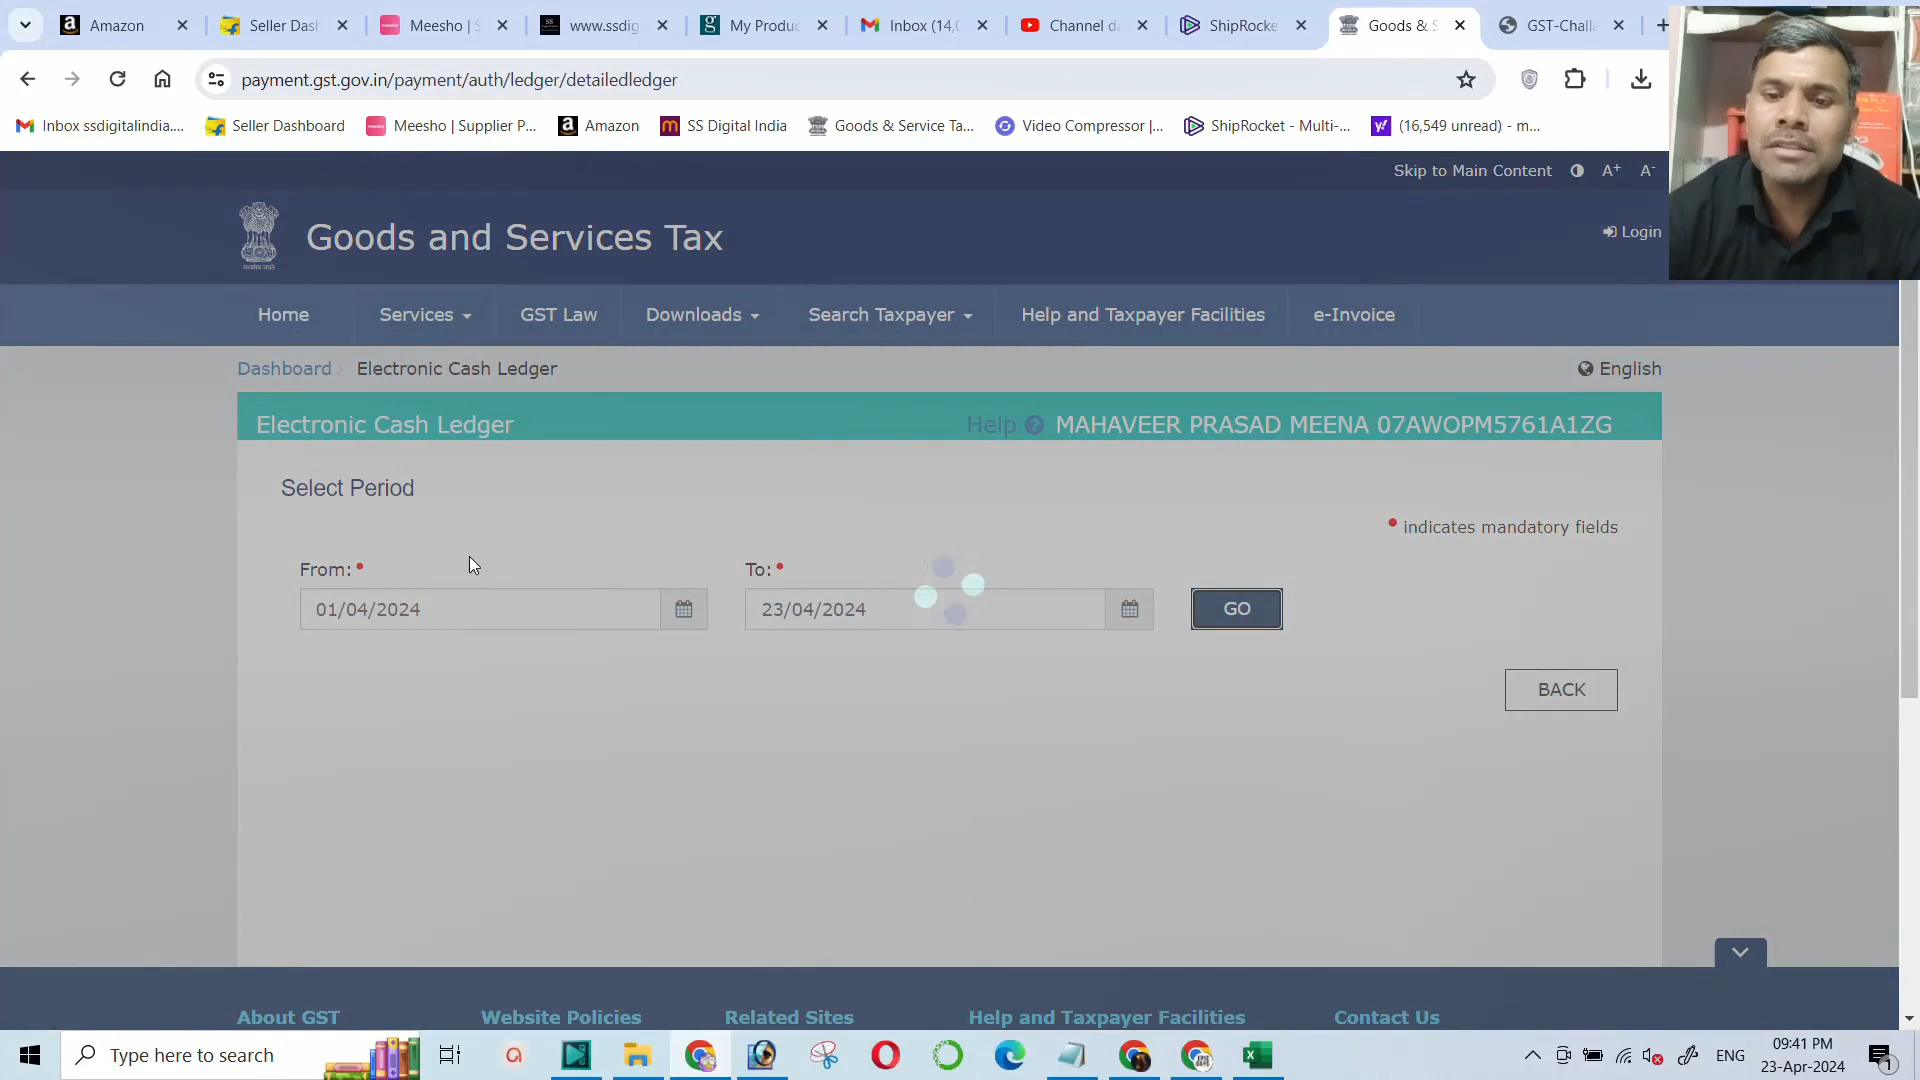 Amazon
Seller Dash
Meesho | S
www.ssdig
My Produc
Inbox (14,0
Channel da
ShipRocke
Goods & S
GST-Challa
payment.gst.gov.in/payment/auth/ledger/detailedledger
Inbox ssdigitalindia....
Seller Dashboard
Meesho | Supplier P...
Amazon
SS Digital India
Goods & Service Ta...
Video Compressor |...
ShipRocket - Multi-...
(16,549 unread) - m...
Skip to Main Content
A+
A-
Goods and Services Tax
Login
Home
Services
GST Law
Downloads
Search Taxpayer
Help and Taxpayer Facilities
e-Invoice
Dashboard
Electronic Cash Ledger
English
Electronic Cash Ledger
Help
MAHAVEER PRASAD MEENA 07AWOPM5761A1ZG
Select Period
• indicates mandatory fields
From: •
To: •
01/04/2024
23/04/2024
GO
BACK
About GST
Website Policies
Related Sites
Help and Taxpayer Facilities
Contact Us
Type here to search
ENG
09:41 PM
23-Apr-2024
1